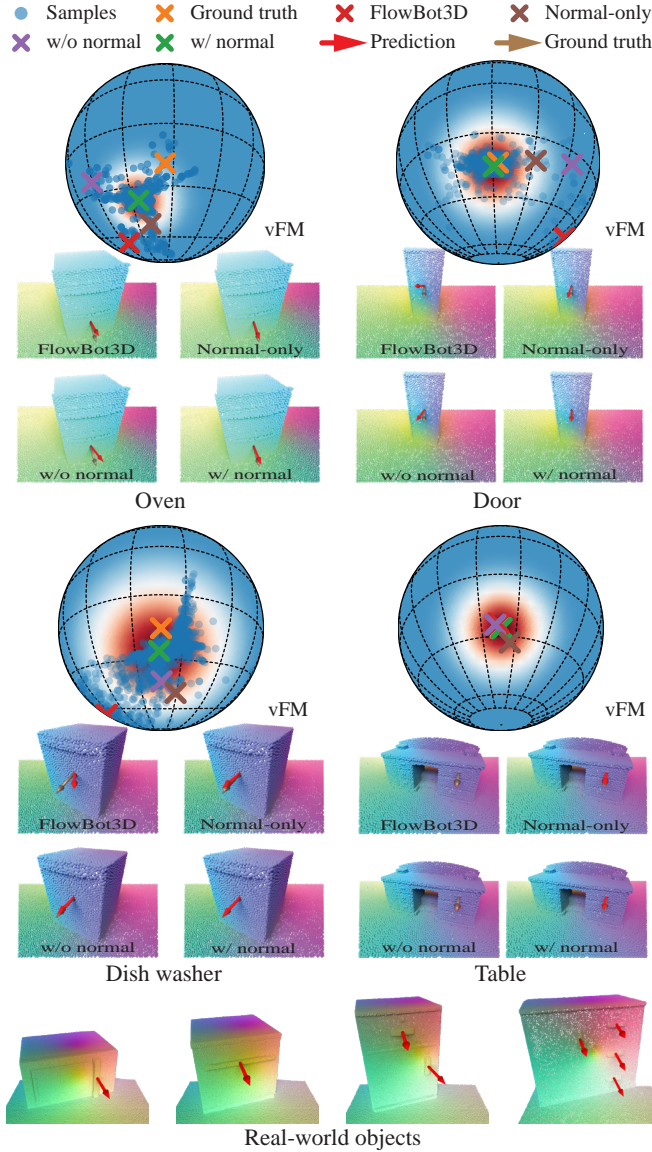 Samples Ground truth FlowBot3D Normal-only
w/o normal w/ normal Prediction Ground truth
vFM vFM
FlowBot3D Normal-only FlowBot3D Normal-only
w/o normal w/ normal w/o normal w/ normal
Oven Door
vFM vFM
FlowBot3D Normal-only FlowBot3D Normal-only
w/o normal w/ normal w/o normal w/ normal
Dish washer Table
Real-world objects